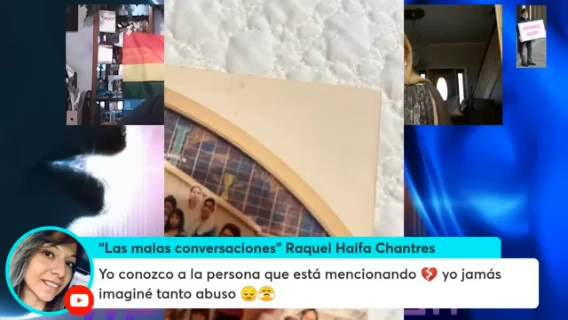 "Las malas conversaciones" Raquel Haifa Chantres
Yo conozco a la persona que está mencionando 💔 yo jamás
imaginé tanto abuso 😔😤